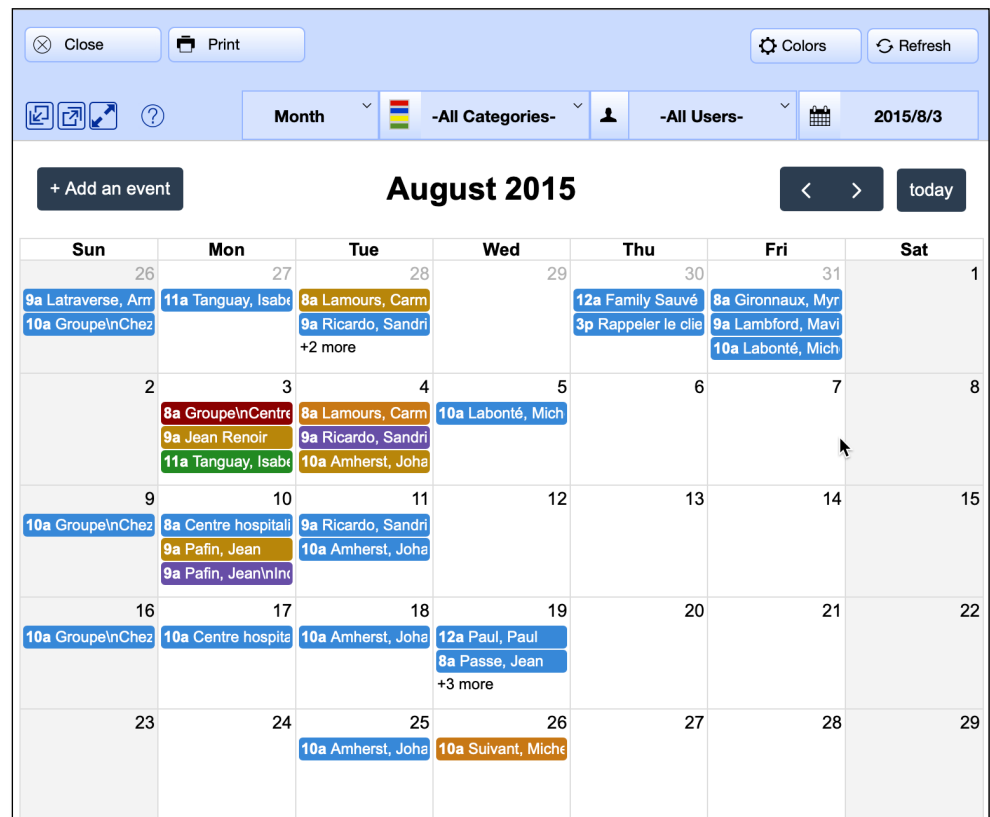 Close Print Colors Refresh
Month -All Categories- -All Users- 2015/8/3
+ Add an event August 2015 today
Sun Mon Tue Wed Thu Fri Sat
26 27 28 29 30 31 1
9a Latraverse, Arm 11a Tanguay, Isabe 8a Lamours, Carm 12a Family Sauvé 8a Gironnaux, Myr
10a Groupe\nChez 9a Ricardo, Sandri 3p Rappeler le clie 9a Lambford, Mavi
+2 more 10a Labonté, Mich
2 3 4 5 6 7 8
8a Groupe\nCentre 8a Lamours, Carm 10a Labonté, Mich
9a Jean Renoir 9a Ricardo, Sandri
11a Tanguay, Isabe 10a Amherst, Joha
9 10 11 12 13 14 15
10a Groupe\nChez 8a Centre hospitali 9a Ricardo, Sandri
9a Pafin, Jean 10a Amherst, Joha
9a Pafin, Jean\nInc
16 17 18 19 20 21 22
10a Groupe\nChez 10a Centre hospita 10a Amherst, Joha 12a Paul, Paul
8a Passe, Jean
+3 more
23 24 25 26 27 28 29
10a Amherst, Joha 10a Suivant, Miche